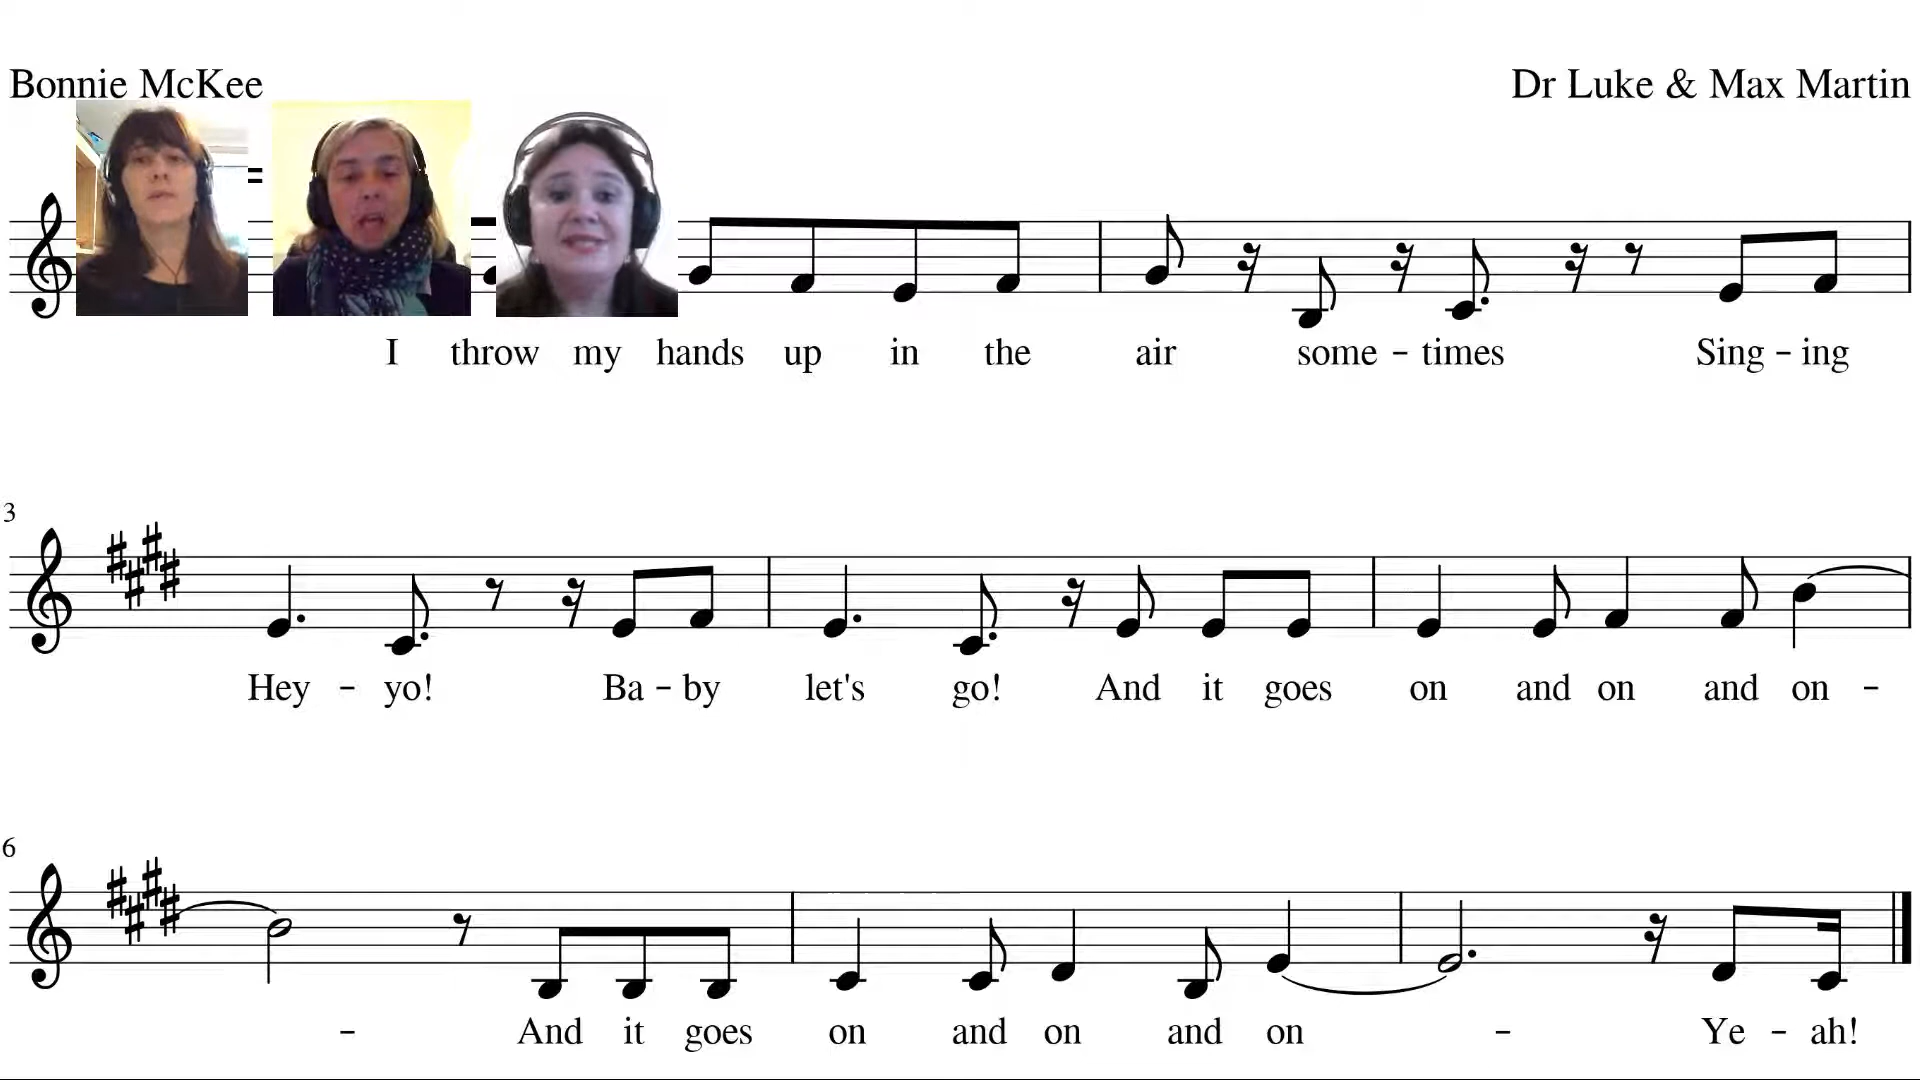 Bonnie McKee
Dr Luke & Max Martin
=
I throw my hands up in the air some - times Sing - ing
3
Hey - yo! Ba - by let's go! And it goes on and on and on -
6
- And it goes on and on and on - Ye - ah!